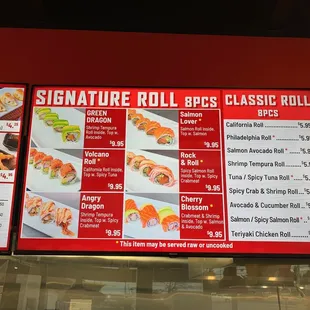 SIGNATURE ROLL 8PCS
GREEN
DRAGON
Shrimp Tempura
Roll Inside, Top w.
Avocado
$9.95
Salmon
Lover *
Salmon Roll Inside,
Top w. Salmon
$9.95
Volcano
Roll *
California Roll
Inside, Top w. Tuna
$9.95
Rock &
Roll *
Spicy Salmon Roll
Inside, Top w. Spicy
$9.95
Angry
Dragon
Shrimp Tempura
Inside, Top w. Spicy
Crabmeat
$9.95
Cherry
Blossom *
Crabmeat & Shrimp
Inside, Top w.
Salmon & Avocado
$9.95
*This item may be served raw or uncooked
CLASSIC ROLL
8PCS
California Roll
Philadelphia Roll *
Salmon Avocado Roll *
Shrimp Tempura Roll
Tuna / Spicy Tuna Roll
Spicy Crab & Shrimp Roll
Avocado & Cucumber Roll
Salmon / Spicy Salmon Roll *
Teriyaki Chicken Roll